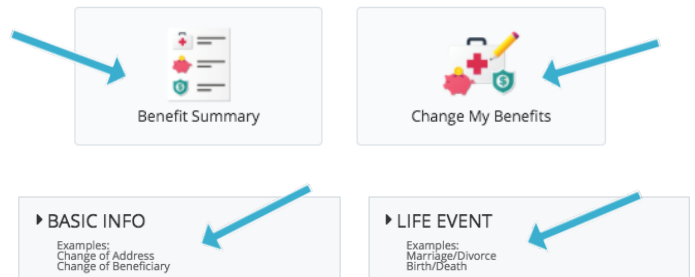 Benefit Summary
Change My Benefits
BASIC INFO
Examples:
Change of Address
Change of Beneficiary
LIFE EVENT
Examples:
Marriage/Divorce
Birth/Death